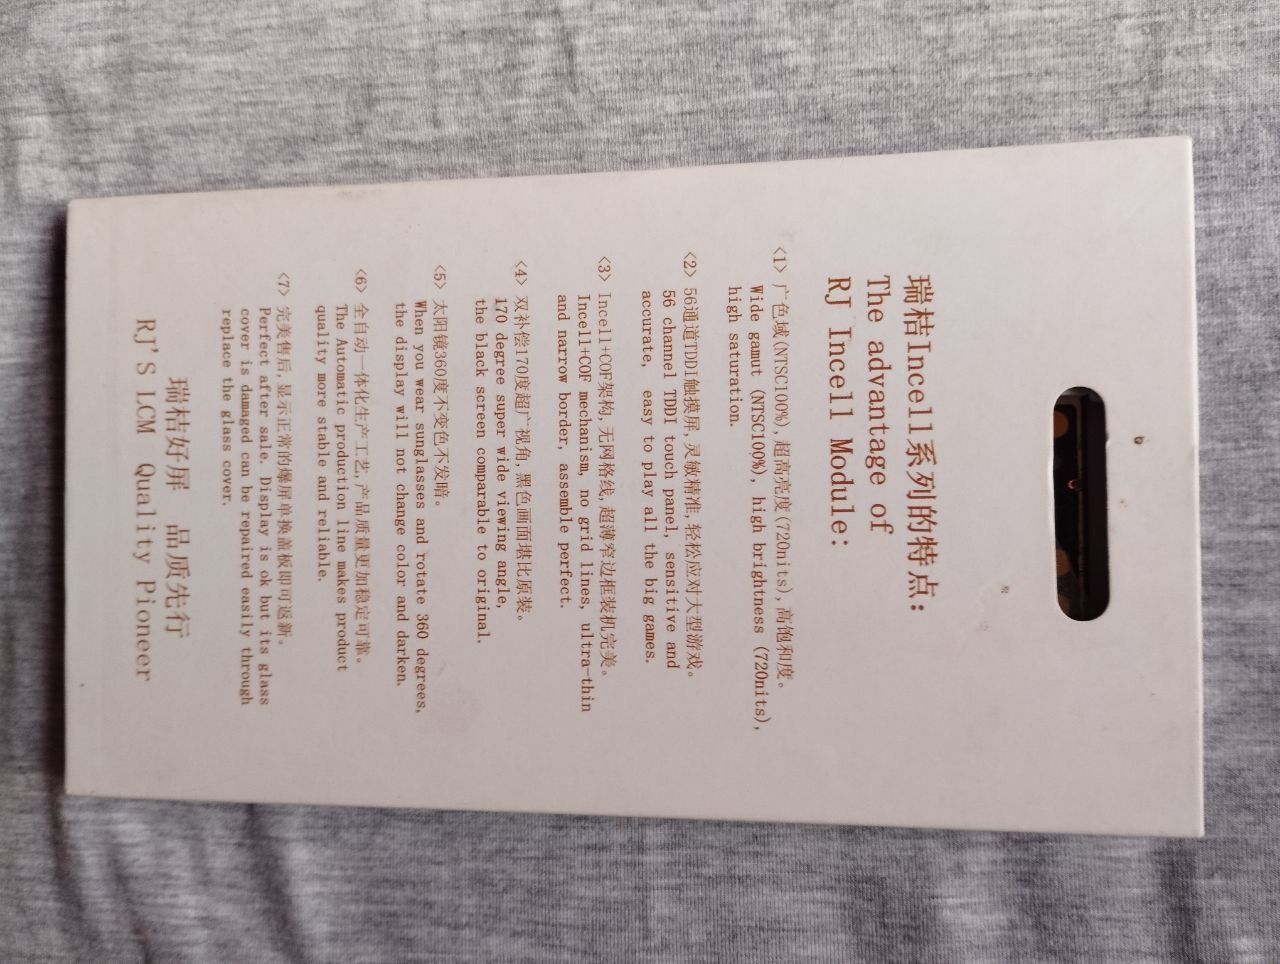 瑞桔Incell系列的特点:
The advantage of
RJ Incell Module:
<1> 广色域(NTSC100%),超高亮度(720nits),高饱和度。
Wide gamut (NTSC100%), high brightness (720nits),
high saturation.
<2> 56通道TDDI触摸屏,灵敏精准,轻松应对大型游戏。
56 channel TDDI touch panel, sensitive and
accurate, easy to play all the big games.
<3> Incell+COF架构,无网格线,超薄窄边框装机完美。
Incell+COF mechanism, no grid lines, ultra-thin
and narrow border, assemble perfect.
<4> 双补偿170度超广视角,黑色画面堪比原装。
170 degree super wide viewing angle,
the black screen comparable to original.
<5> 太阳镜360度不变色不发暗。
When you wear sunglasses and rotate 360 degrees,
the display will not change color and darken.
<6> 全自动一体化生产工艺,产品质量更加稳定可靠。
The Automatic production line makes product
quality more stable and reliable.
<7> 完美售后,显示正常的爆屏单换盖板即可返新。
Perfect after sale. Display is ok but its glass
cover is damaged can be repaired easily through
replace the glass cover.
瑞桔好屏 品质先行
RJ'S LCM Quality Pioneer